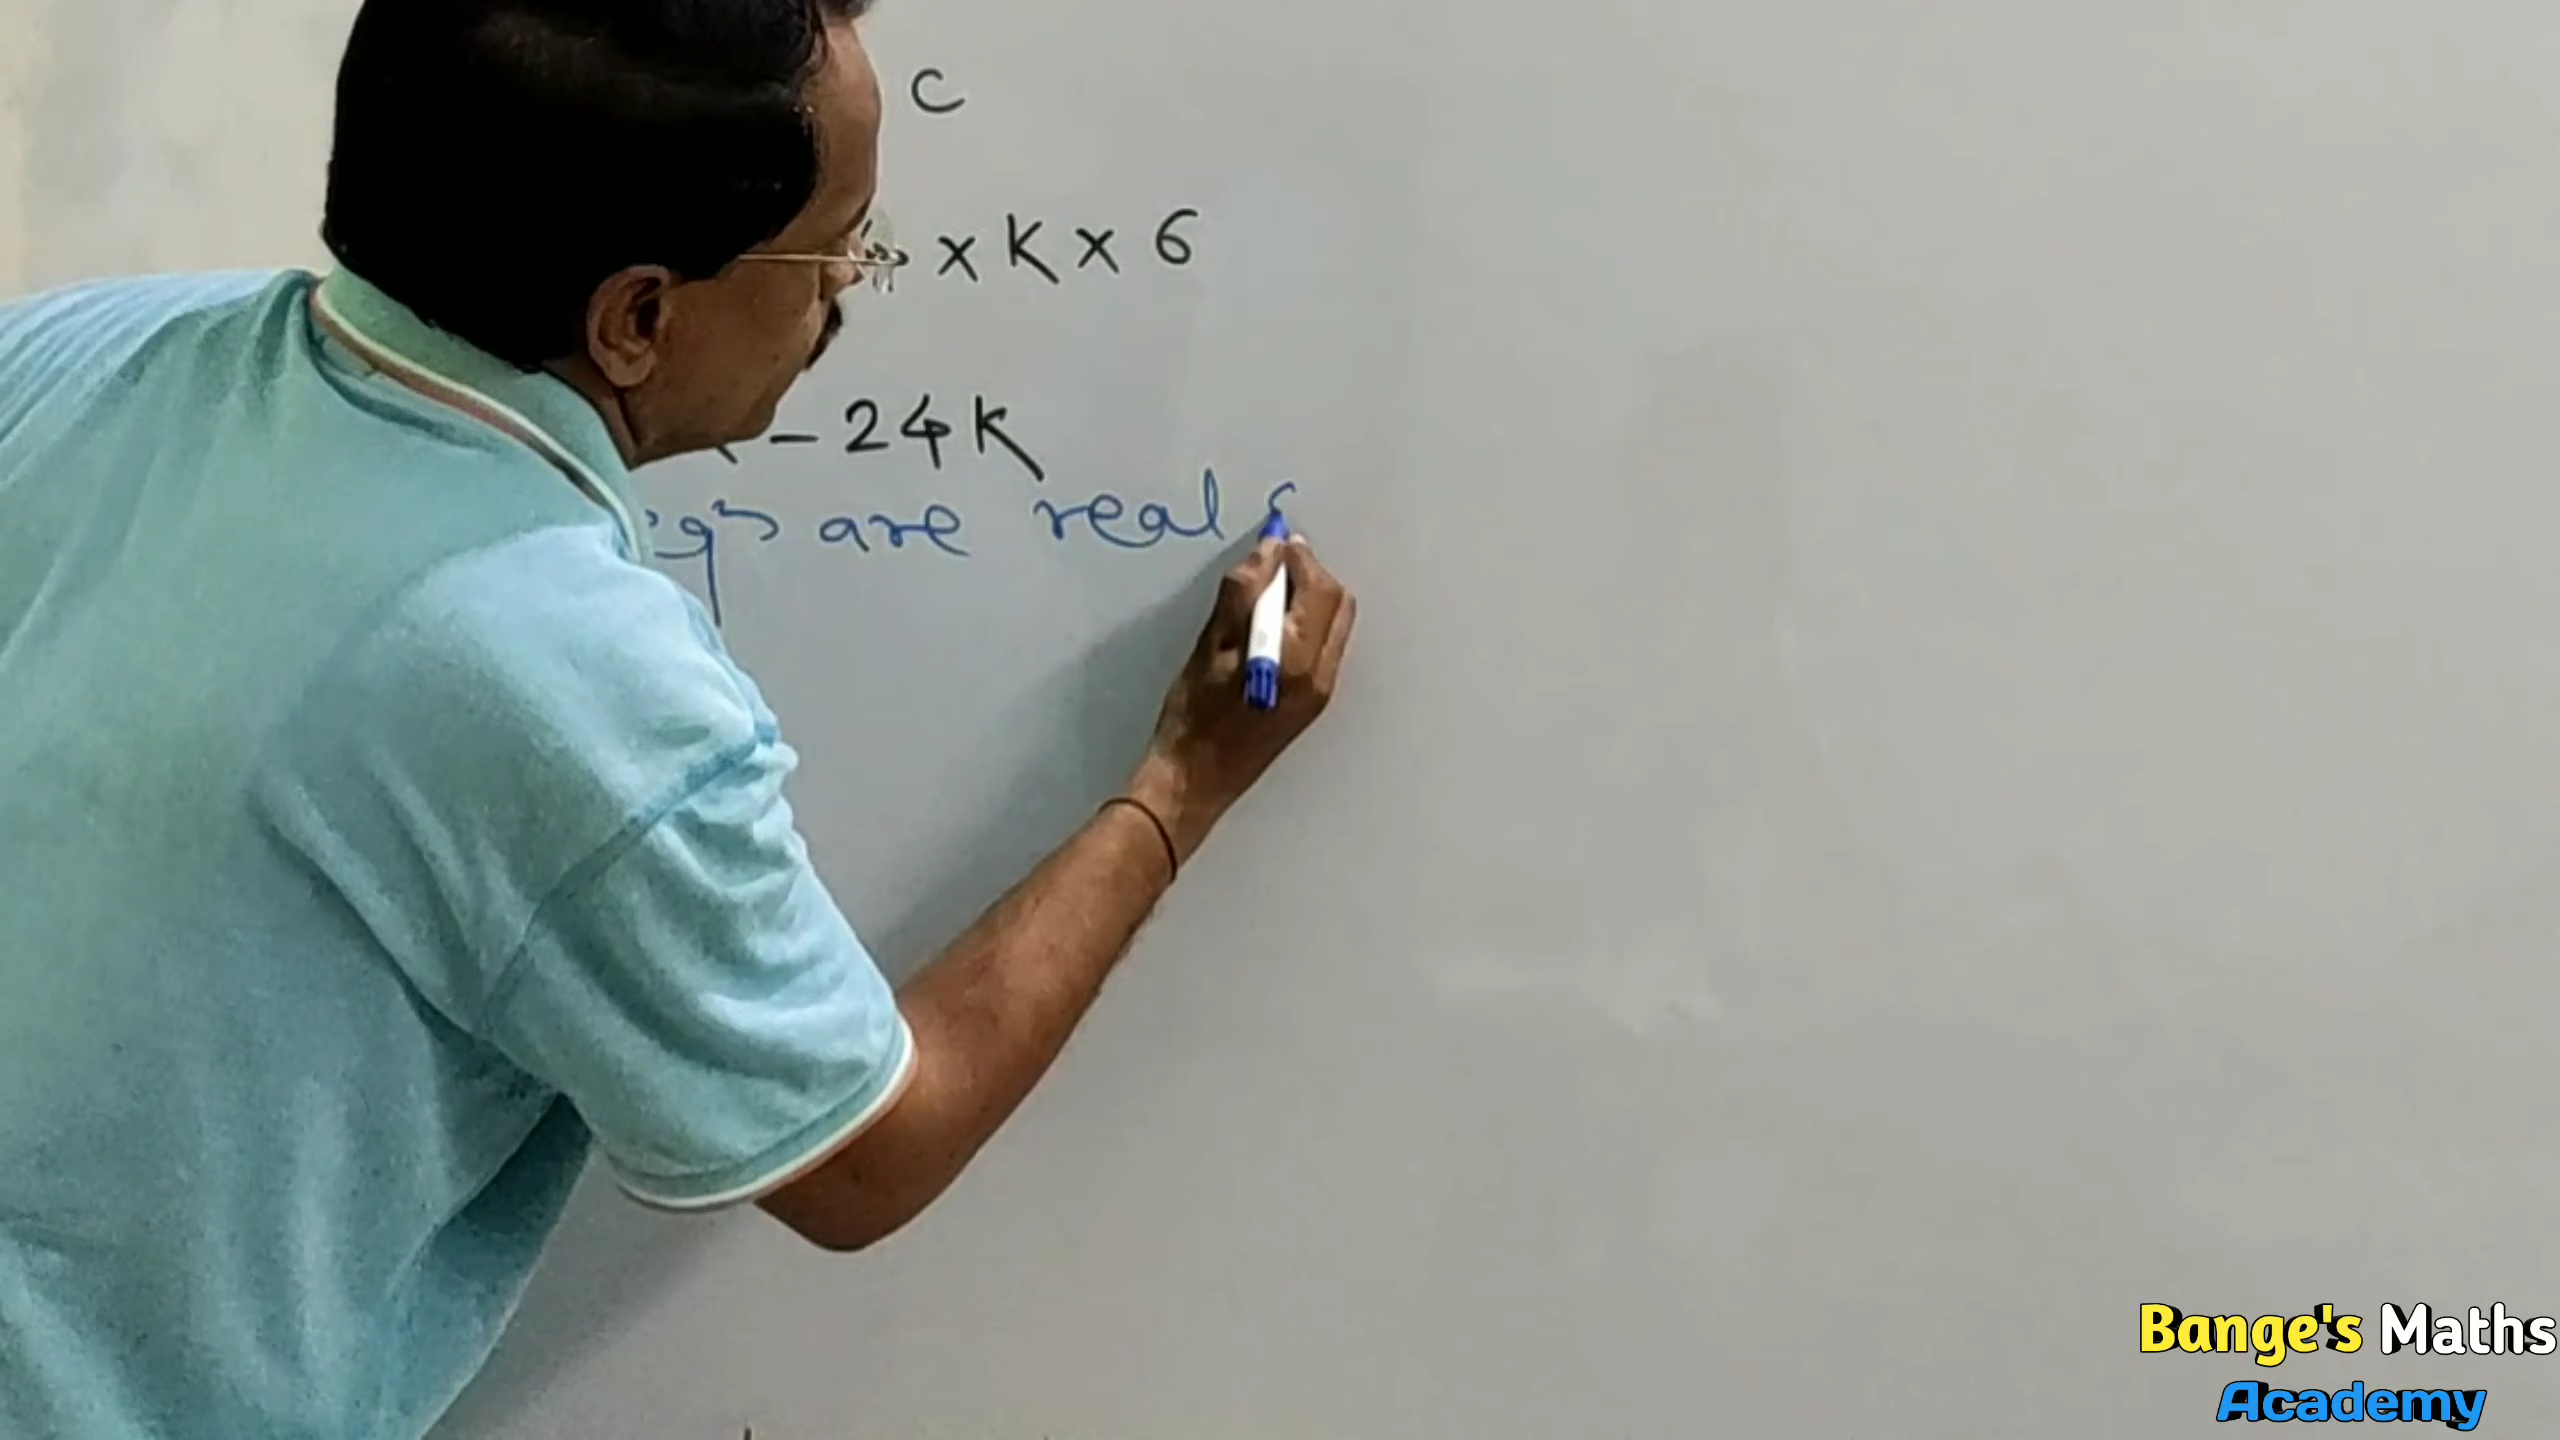 C
× K × 6
- 24K
are real
Bange's Maths
Academy